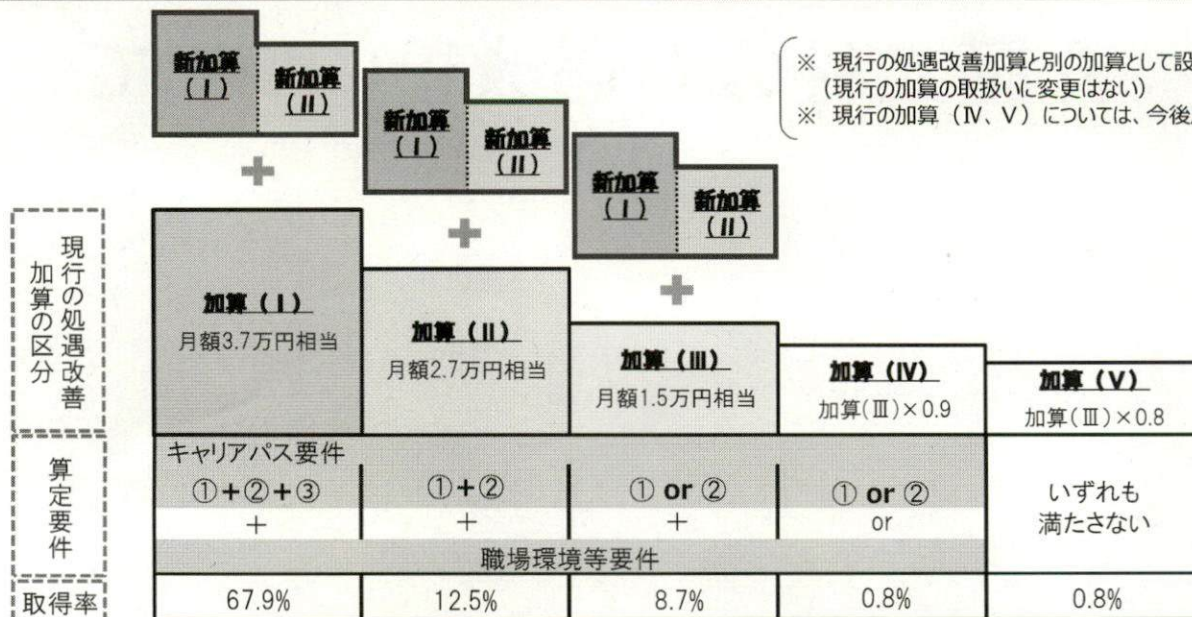 新加算
(Ⅰ)
新加算
(Ⅱ)
新加算
(Ⅰ)
新加算
(Ⅱ)
新加算
(Ⅰ)
新加算
(Ⅱ)
※ 現行の処遇改善加算と別の加算として設
(現行の加算の取扱いに変更はない)
※ 現行の加算(Ⅳ、Ⅴ)については、今後
+
+
+
現行の処遇改善
加算の区分
加算(Ⅰ)
月額3.7万円相当
加算(Ⅱ)
月額2.7万円相当
加算(Ⅲ)
月額1.5万円相当
加算(Ⅳ)
加算(Ⅲ)×0.9
加算(Ⅴ)
加算(Ⅲ)×0.8
算定要件
キャリアパス要件
①+②+③
①+②
① or ②
① or ②
+
+
+
or
職場環境等要件
いずれも
満たさない
取得率
67.9%
12.5%
8.7%
0.8%
0.8%